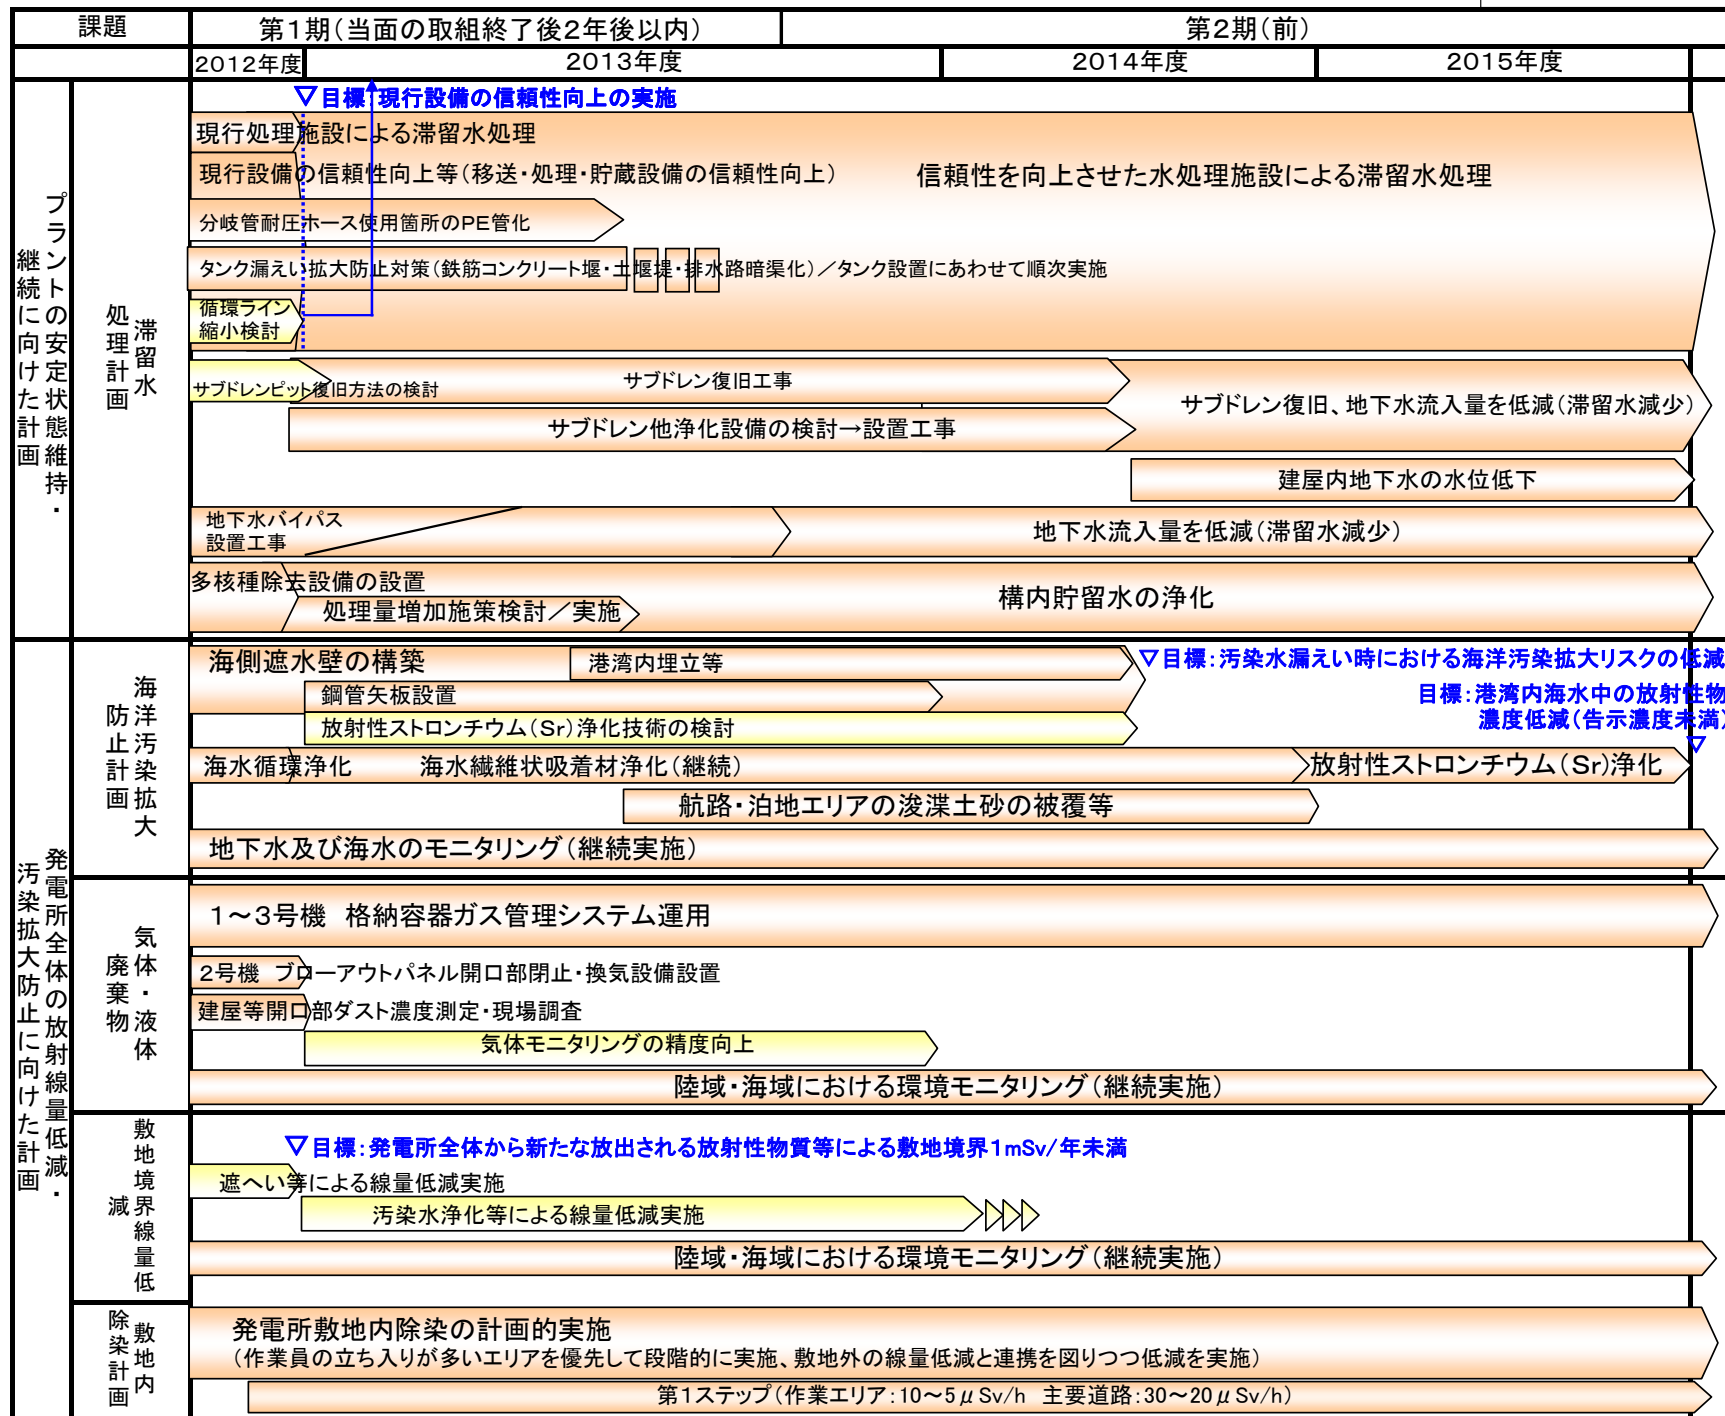 課題
第1期(当面の取組終了後2年後以内)
第2期(前)
2012年度
2013年度
2014年度
2015年度
プラントの安定状態維持・
継続に向けた計画
滞留水
処理計画
▽目標:現行設備の信頼性向上の実施
現行処理施設による滞留水処理
現行設備の信頼性向上等(移送・処理・貯蔵設備の信頼性向上)
信頼性を向上させた水処理施設による滞留水処理
分岐管耐圧ホース使用箇所のPE管化
タンク漏えい拡大防止対策(鉄筋コンクリート堰・土堰堤・排水路暗渠化)/タンク設置にあわせて順次実施
循環ライン
縮小検討
サブドレンピット復旧方法の検討
サブドレン復旧工事
サブドレン復旧、地下水流入量を低減(滞留水減少)
サブドレン他浄化設備の検討→設置工事
建屋内地下水の水位低下
地下水バイパス
設置工事
地下水流入量を低減(滞留水減少)
多核種除去設備の設置
処理量増加施策検討/実施
構内貯留水の浄化
発電所全体の放射線量低減・
汚染拡大防止に向けた計画
海洋汚染拡大
防止計画
海側遮水壁の構築
港湾内埋立等
▽目標:汚染水漏えい時における海洋汚染拡大リスクの低減
鋼管矢板設置
目標:港湾内海水中の放射性物
濃度低減(告示濃度未満)
▽
放射性ストロンチウム(Sr)浄化技術の検討
海水循環浄化
海水繊維状吸着材浄化(継続)
放射性ストロンチウム(Sr)浄化
航路・泊地エリアの浚渫土砂の被覆等
地下水及び海水のモニタリング(継続実施)
気体・液体
廃棄物
1~3号機 格納容器ガス管理システム運用
2号機 ブローアウトパネル開口部閉止・換気設備設置
建屋等開口部ダスト濃度測定・現場調査
気体モニタリングの精度向上
陸域・海域における環境モニタリング(継続実施)
敷地境界線量低
減
▽目標:発電所全体から新たな放出される放射性物質等による敷地境界1mSv/年未満
遮へい等による線量低減実施
汚染水浄化等による線量低減実施
陸域・海域における環境モニタリング(継続実施)
敷地内
除染計画
発電所敷地内除染の計画的実施
(作業員の立ち入りが多いエリアを優先して段階的に実施、敷地外の線量低減と連携を図りつつ低減を実施)
第1ステップ(作業エリア:10~5μSv/h 主要道路:30~20μSv/h)